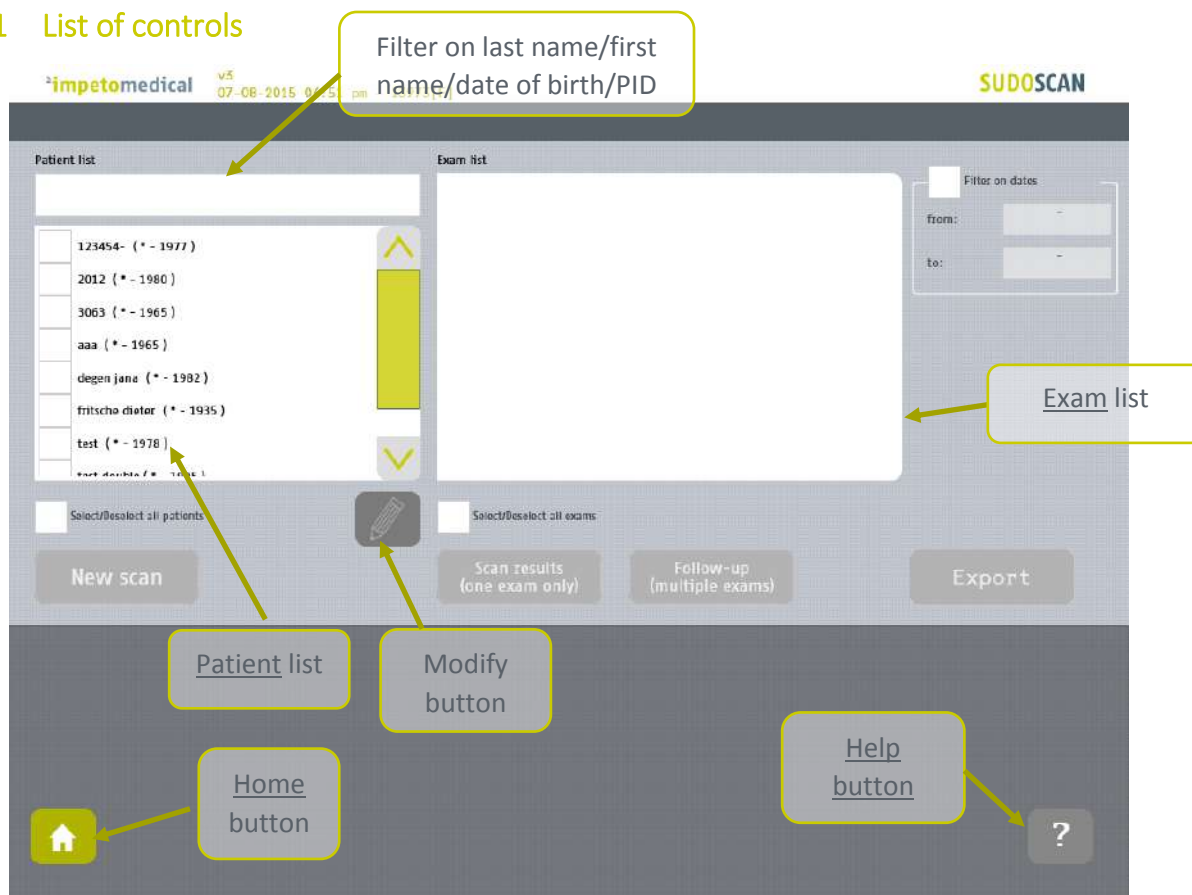 1 List of controls
Filter on last name/first
name/date of birth/PID
impetomedical
v3
07-08-2015 pm
SUDOSCAN
Patient list
Exam list
Filter on dates
from: -
to: -
123454- (* - 1977)
2012 (* - 1980)
3063 (* - 1965)
aaa (* - 1965)
degen jana (* - 1982)
fritsche dieter (* - 1935)
test (* - 1978)
Exam list
Select/Deselect all patients
Select/Deselect all exams
New scan
Scan results
(one exam only)
Follow-up
(multiple exams)
Export
Patient list
Modify
button
Home
button
Help
button
?